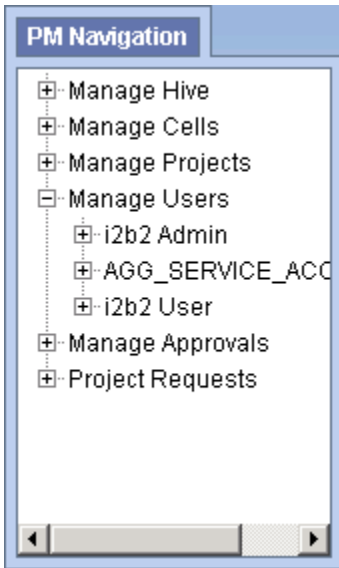 PM Navigation
Manage Hive
Manage Cells
Manage Projects
Manage Users
i2b2 Admin
AGG_SERVICE_ACC
i2b2 User
Manage Approvals
Project Requests